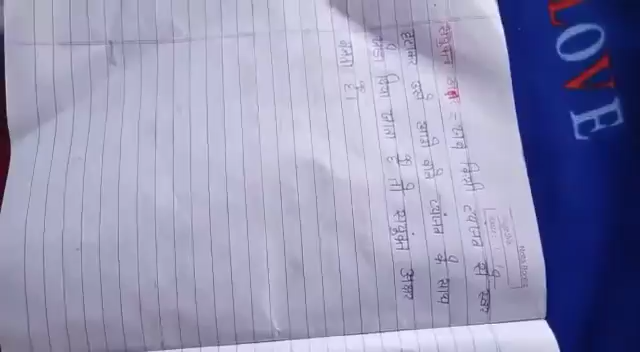 संयुक्त अक्षर - जब किसी व्यंजन से स्वर
हटाकर उसे आगे वाले व्यंजन के साथ
जोड़ दिया जाता है तो संयुक्त अक्षर
बनता है।
LOVE